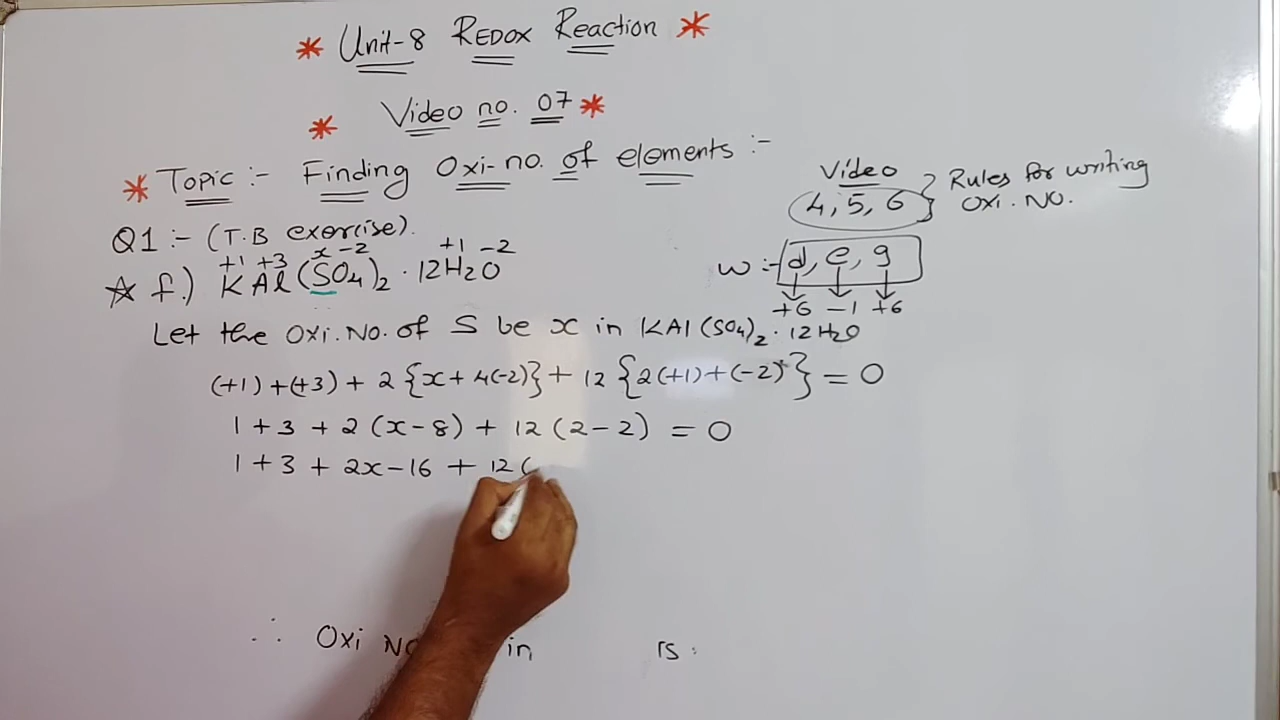 * Unit-8 REDOX Reaction *
* Video no. 07 *
* Topic :- Finding Oxi-no. of elements :-
Video
4, 5, 6 } Rules for writing
Oxi. NO.
Q1 :- (T.B exercise).
w :- d, e, g
+6 -1 +6
+1 +3 x -2 +1 -2
☆ f.) KAl(SO4)2 · 12H2O
Let the Oxi. No. of S be x in KAl(SO4)2 · 12H2O
(+1) + (+3) + 2 {x + 4(-2)} + 12 {2(+1) + (-2)} = 0
1 + 3 + 2 (x - 8) + 12 (2 - 2) = 0
1 + 3 + 2x - 16 + 12 (
∴ Oxi in is :